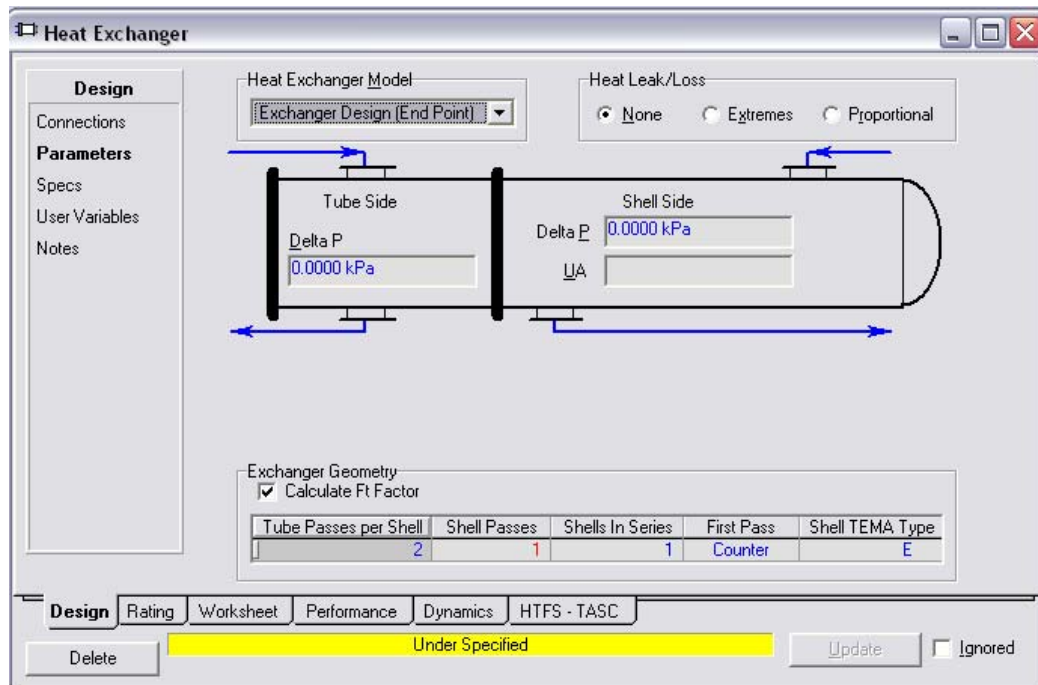 Heat Exchanger
Design
Connections
Parameters
Specs
User Variables
Notes
Heat Exchanger Model
Exchanger Design (End Point)
Heat Leak/Loss
None Extremes Proportional
Tube Side
Delta P
0.0000 kPa
Shell Side
Delta P 0.0000 kPa
UA
Exchanger Geometry
Calculate Ft Factor
Tube Passes per Shell Shell Passes Shells In Series First Pass Shell TEMA Type
2 1 1 Counter E
Design Rating Worksheet Performance Dynamics HTFS - TASC
Delete Under Specified Update Ignored